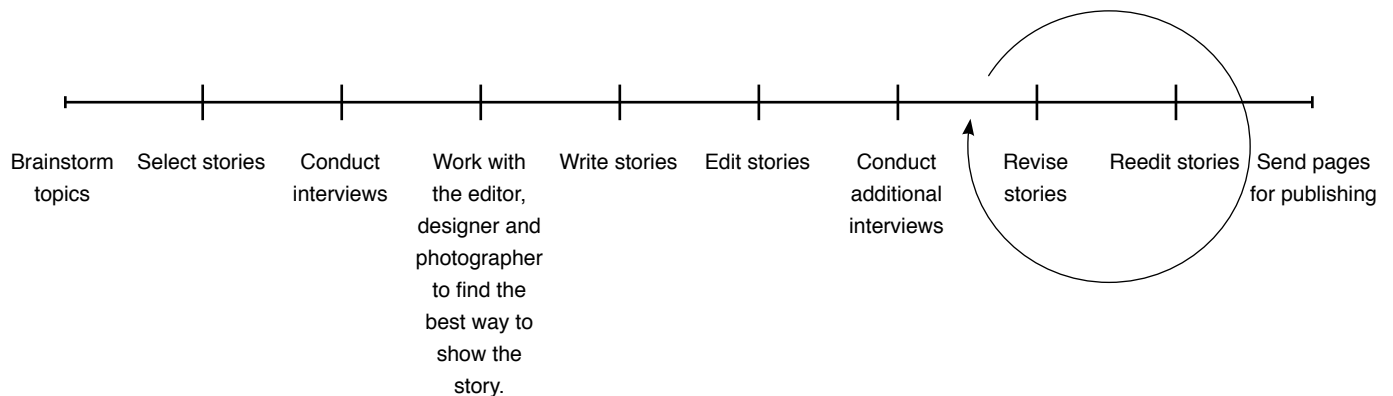 Brainstorm
topics
Select stories
Conduct
interviews
Work with
the editor,
designer and
photographer
to find the
best way to
show the
story.
Write stories
Edit stories
Conduct
additional
interviews
Revise
stories
Reedit stories
Send pages
for publishing